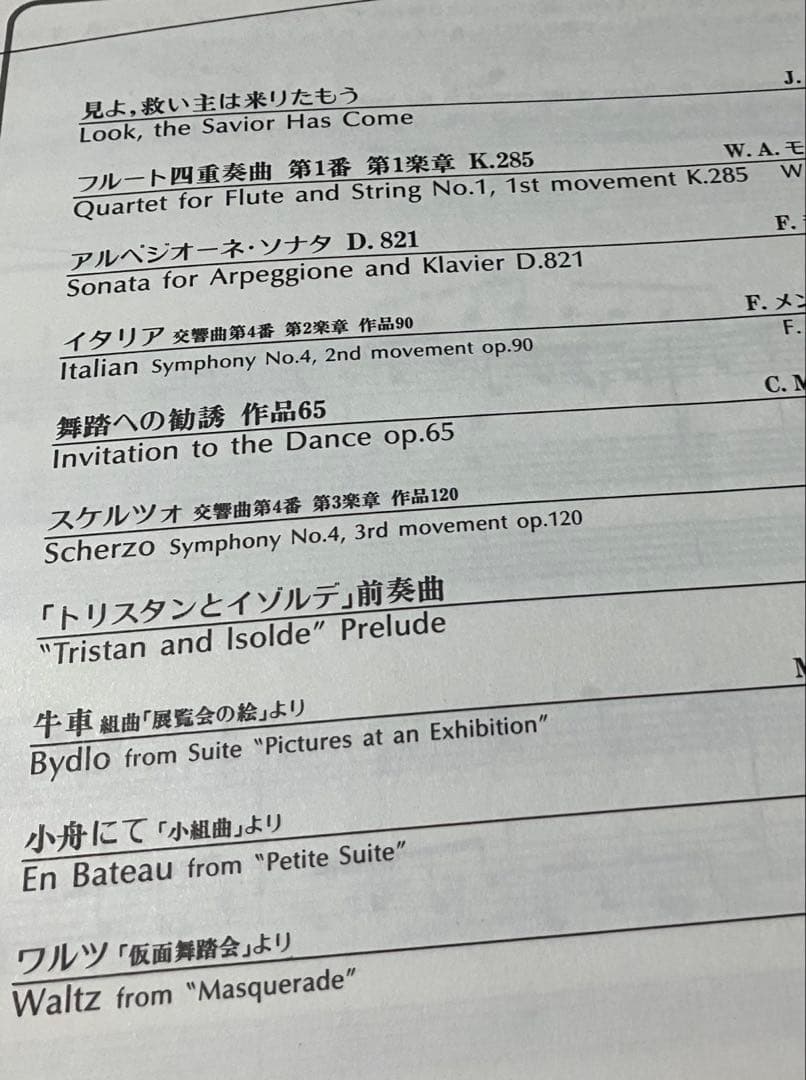 見よ，救い主は来りたもう J.
Look, the Savior Has Come
フルート四重奏曲 第1番 第1楽章 K.285 W. A. モ
Quartet for Flute and String No.1, 1st movement K.285 W
アルペジオーネ・ソナタ D. 821 F.
Sonata for Arpeggione and Klavier D.821
イタリア 交響曲第4番 第2楽章 作品90 F. メン
Italian Symphony No.4, 2nd movement op.90 F.
舞踏への勧誘 作品65 C. M
Invitation to the Dance op.65
スケルツォ 交響曲第4番 第3楽章 作品120
Scherzo Symphony No.4, 3rd movement op.120
「トリスタンとイゾルデ」前奏曲
“Tristan and Isolde” Prelude
牛車 組曲「展覧会の絵」より M
Bydlo from Suite “Pictures at an Exhibition”
小舟にて「小組曲」より
En Bateau from “Petite Suite”
ワルツ「仮面舞踏会」より
Waltz from “Masquerade”